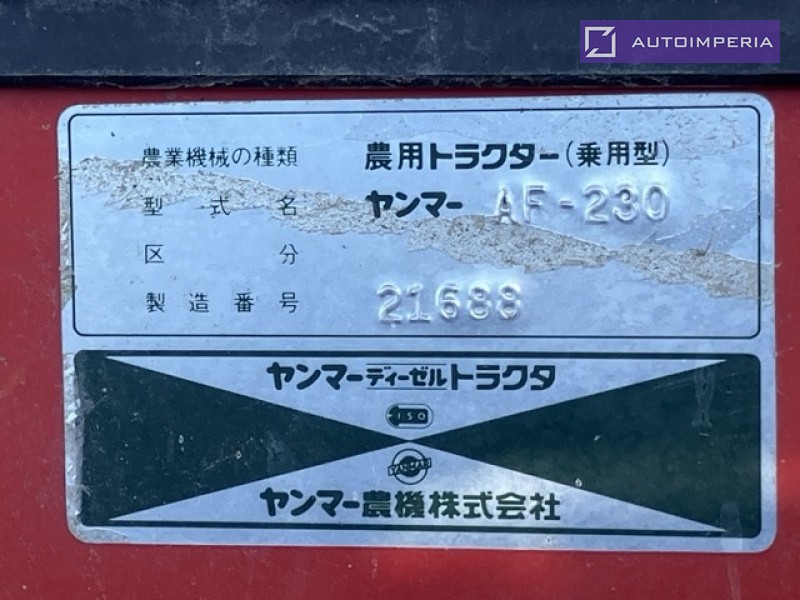 AUTOIMPERIA
農業機械の種類 農用トラクター(乗用型)
型式名 ヤンマー AF-230
区分
製造番号 21688
ヤンマーディーゼルトラクタ
ISO
YANMAR
ヤンマー農機株式会社